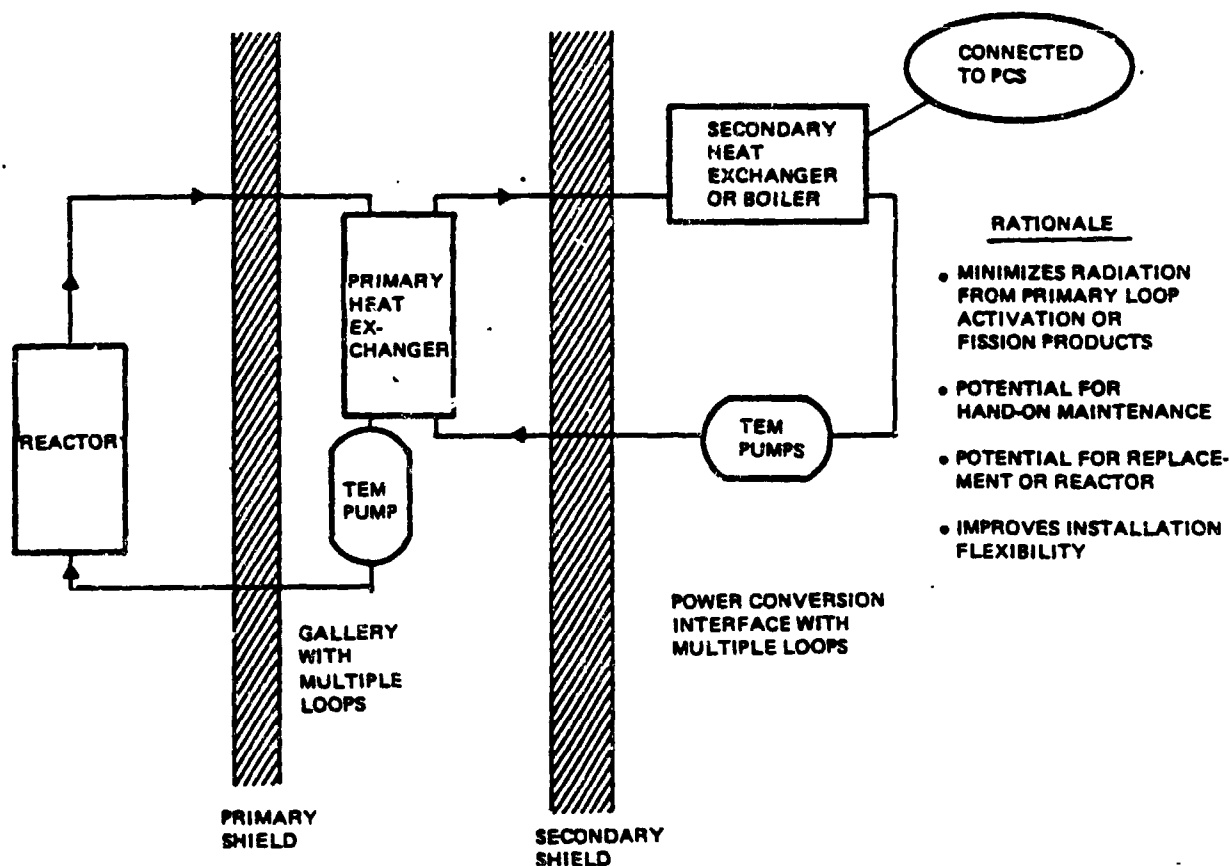 CONNECTED
TO PCS
SECONDARY
HEAT
EXCHANGER
OR BOILER
RATIONALE
• MINIMIZES RADIATION
FROM PRIMARY LOOP
ACTIVATION OR
FISSION PRODUCTS
• POTENTIAL FOR
HAND-ON MAINTENANCE
• POTENTIAL FOR REPLACE-
MENT OR REACTOR
• IMPROVES INSTALLATION
FLEXIBILITY
PRIMARY
HEAT
EX-
CHANGER
REACTOR
TEM
PUMP
TEM
PUMPS
GALLERY
WITH
MULTIPLE
LOOPS
POWER CONVERSION
INTERFACE WITH
MULTIPLE LOOPS
PRIMARY
SHIELD
SECONDARY
SHIELD